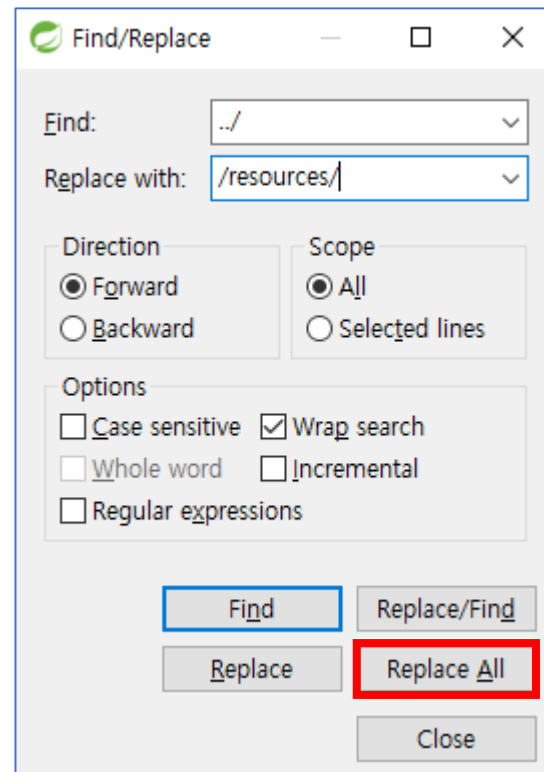 Find/Replace
Find: ../
Replace with: /resources/
Direction Scope
Forward All
Backward Selected lines
Options
Case sensitive Wrap search
Whole word Incremental
Regular expressions
Find Replace/Find
Replace Replace All
Close